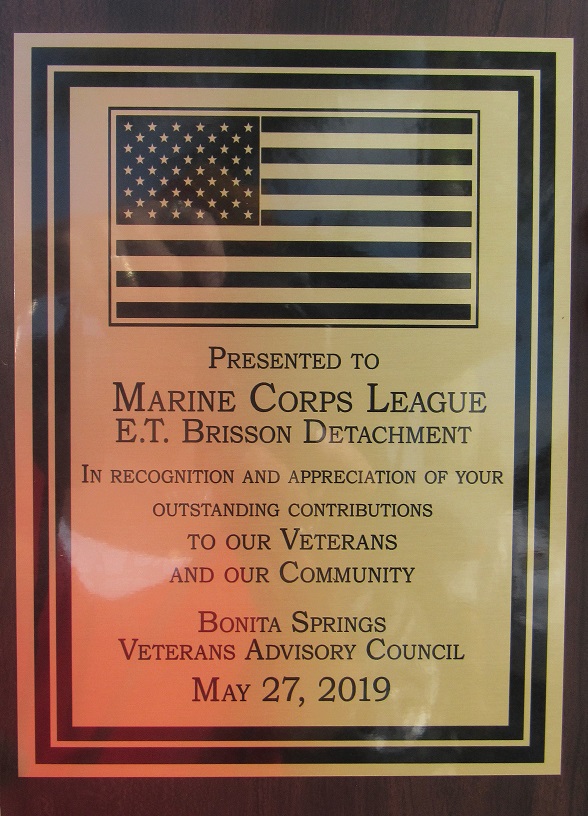 Presented to
Marine Corps League
E.T. Brisson Detachment
In recognition and appreciation of your
outstanding contributions
to our Veterans
and our Community
Bonita Springs
Veterans Advisory Council
May 27, 2019